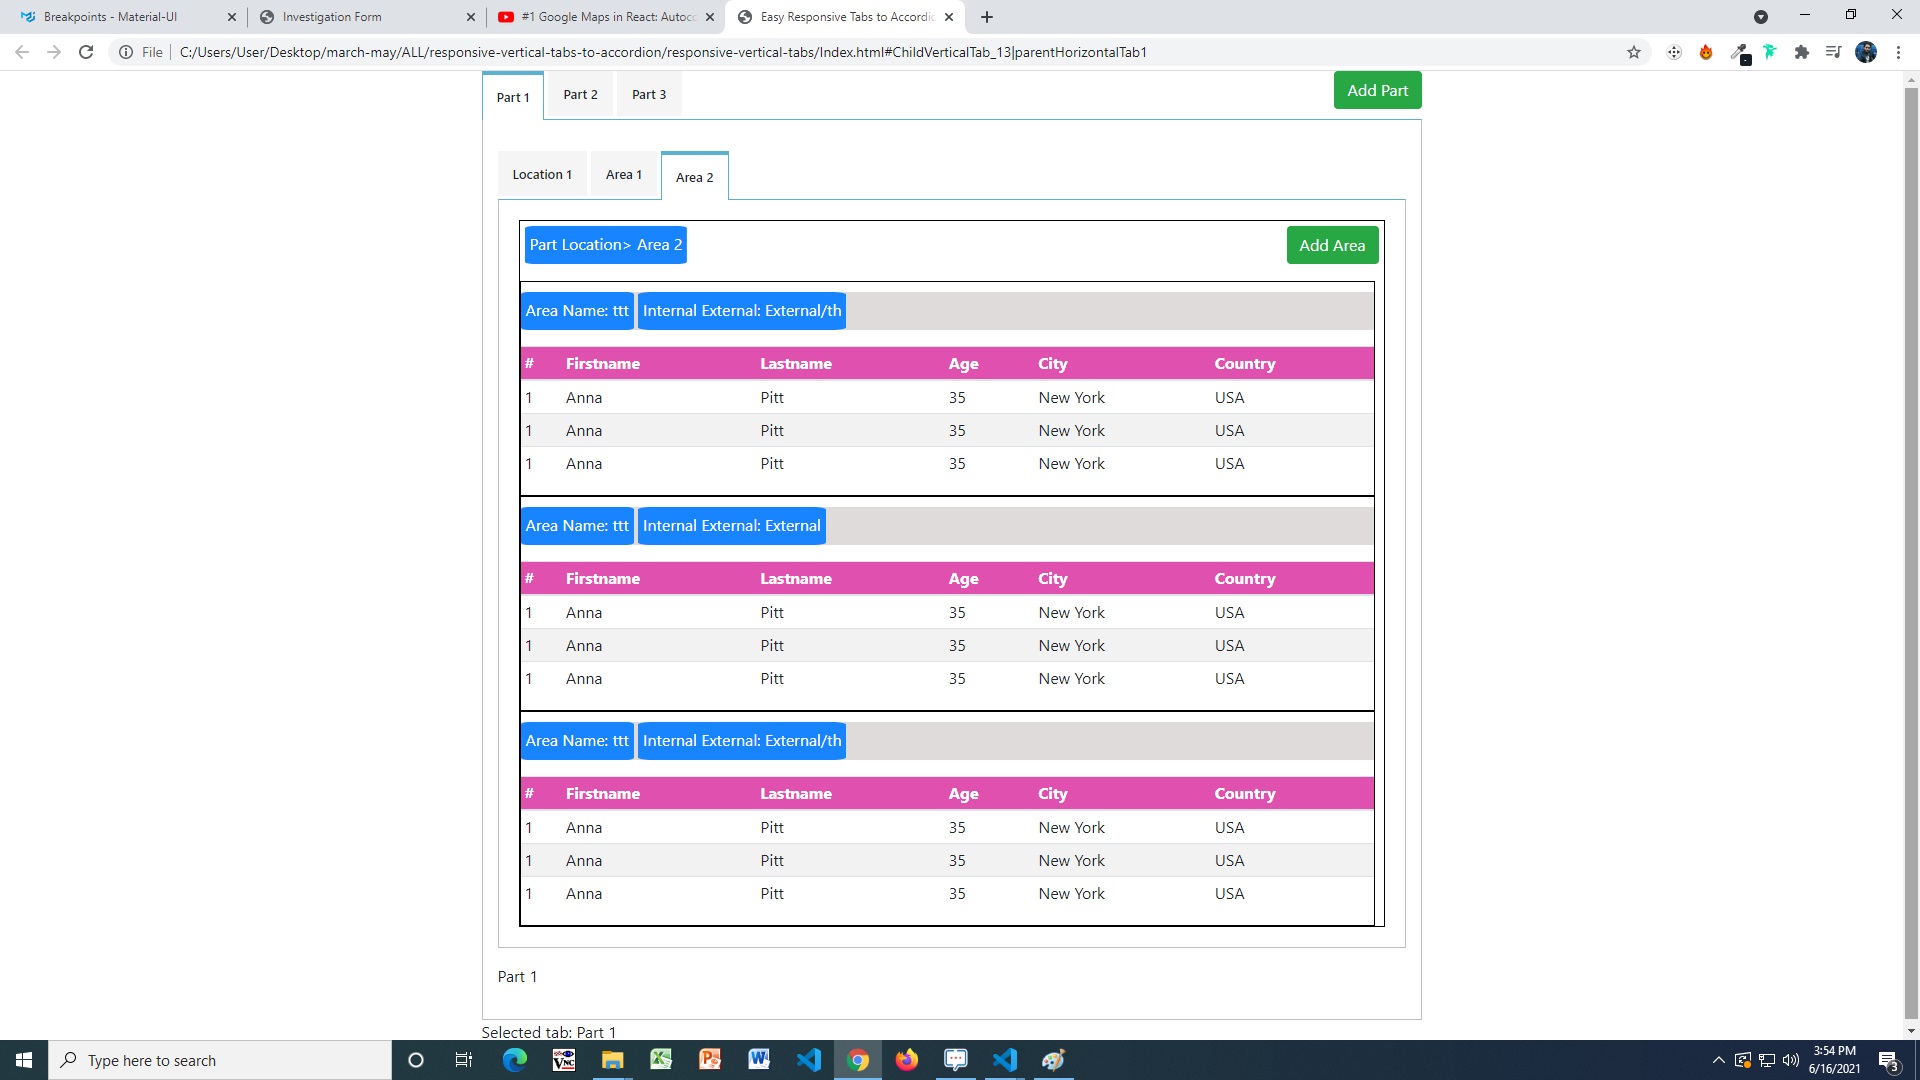 Breakpoints - Material-UI
Investigation Form
#1 Google Maps in React: Autoco
Easy Responsive Tabs to Accordic
File
C:/Users/User/Desktop/march-may/ALL/responsive-vertical-tabs-to-accordion/responsive-vertical-tabs/Index.html#ChildVerticalTab_13|parentHorizontalTab1
Part 1 Part 2 Part 3 Add Part
Location 1 Area 1 Area 2
Part Location> Area 2 Add Area
Area Name: ttt Internal External: External/th
# Firstname Lastname Age City Country
1 Anna Pitt 35 New York USA
1 Anna Pitt 35 New York USA
1 Anna Pitt 35 New York USA
Area Name: ttt Internal External: External
# Firstname Lastname Age City Country
1 Anna Pitt 35 New York USA
1 Anna Pitt 35 New York USA
1 Anna Pitt 35 New York USA
Area Name: ttt Internal External: External/th
# Firstname Lastname Age City Country
1 Anna Pitt 35 New York USA
1 Anna Pitt 35 New York USA
1 Anna Pitt 35 New York USA
Part 1
Selected tab: Part 1
Type here to search
3:54 PM
6/16/2021
3